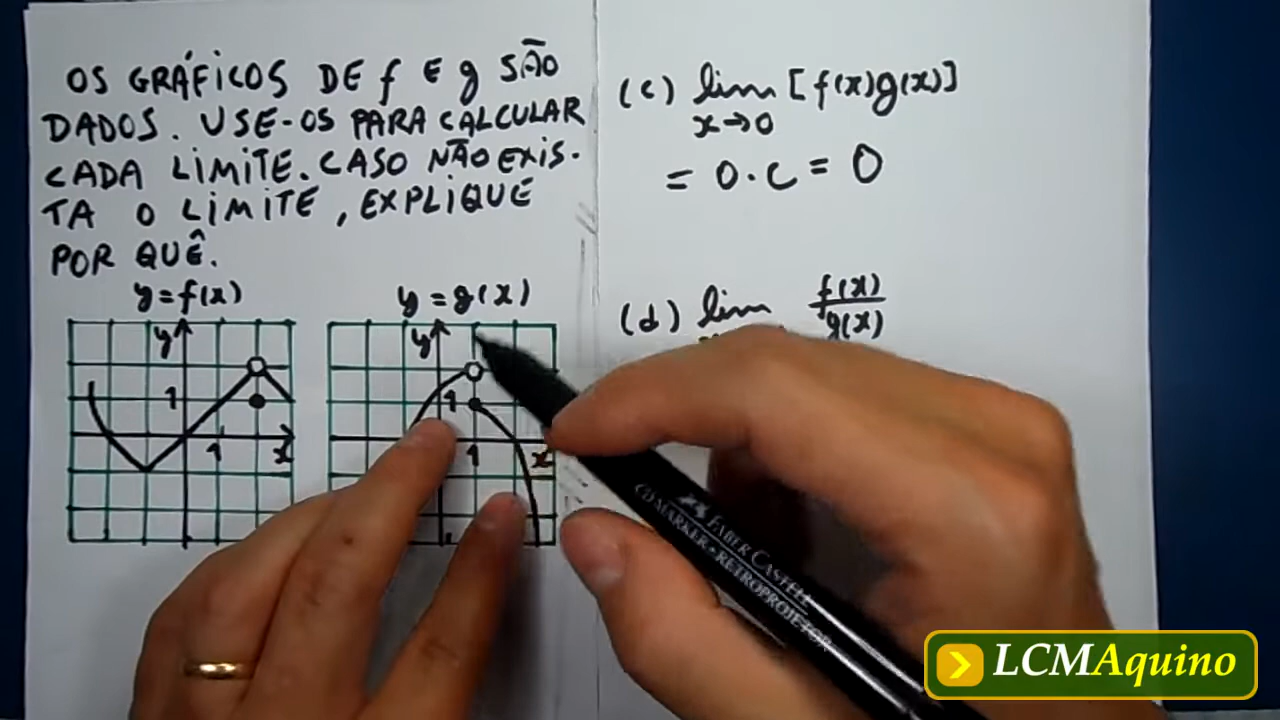 OS GRÁFICOS DE f E g SÃO
DADOS. USE-OS PARA CALCULAR
CADA LIMITE. CASO NÃO EXIS-
TA O LIMITE, EXPLIQUE
POR QUÊ.
y = f(x)
y
1
1
x
y = g(x)
y
1
1
x
(c) lim [f(x)g(x)]
x→0
= 0·C = 0
(d) lim f(x)
g(x)
FABER CASTELL
CD MARKER • RETROPROJETOR
LCMAquino